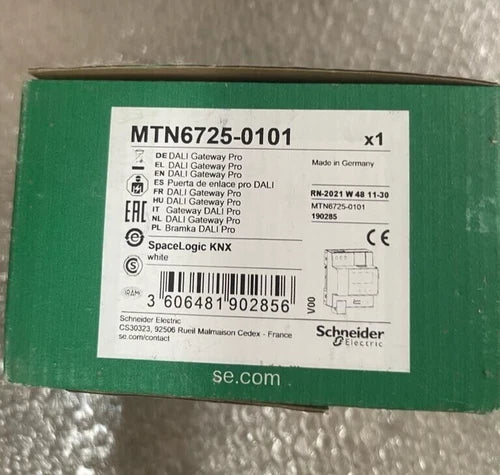 MTN6725-0101 x1
DE DALI Gateway Pro
EL DALI Gateway Pro
EN DALI Gateway Pro
ES Puerta de enlace pro DALI
FR DALI Gateway Pro
HU DALI Gateway Pro
IT Gateway DALI Pro
NL DALI Gateway Pro
PL Bramka DALI Pro
Made in Germany
RN-2021 W 48 11-30
MTN6725-0101
190285
EAC
CE
SpaceLogic KNX
white
S
IRAM
3 606481 902856
V00
Schneider Electric
CS30323, 92506 Rueil Malmaison Cedex - France
se.com/contact
Schneider
Electric
se.com